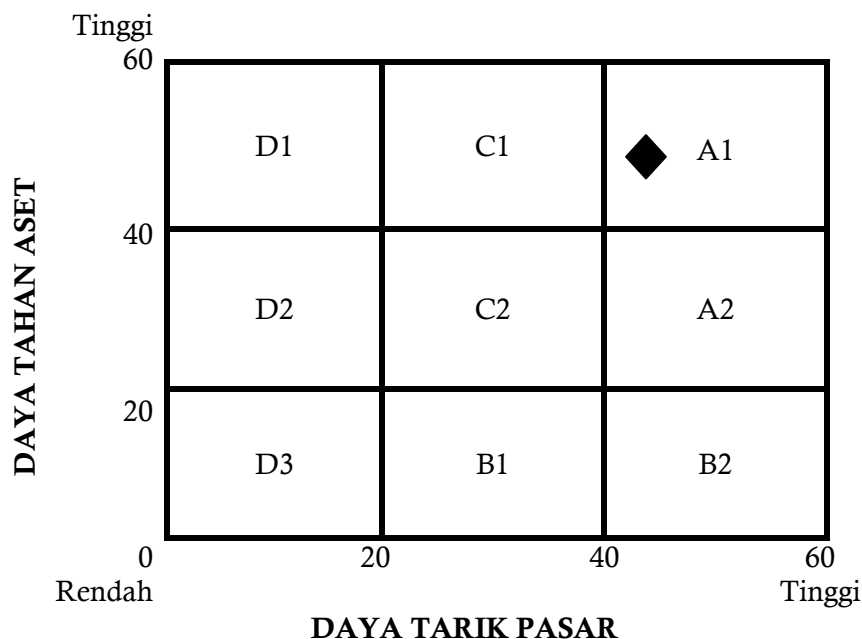 Tinggi
60
D1 C1 A1
40
D2 C2 A2
20
D3 B1 B2
0 20 40 60
Rendah Tinggi
DAYA TAHAN ASET
DAYA TARIK PASAR